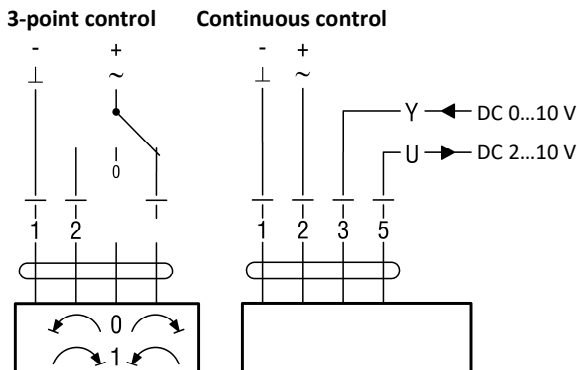 3-point control Continuous control
- + - +
⊥ ~ ⊥ ~
Y DC 0...10 V
U DC 2...10 V
0
1 2 1 2 3 5
0
1